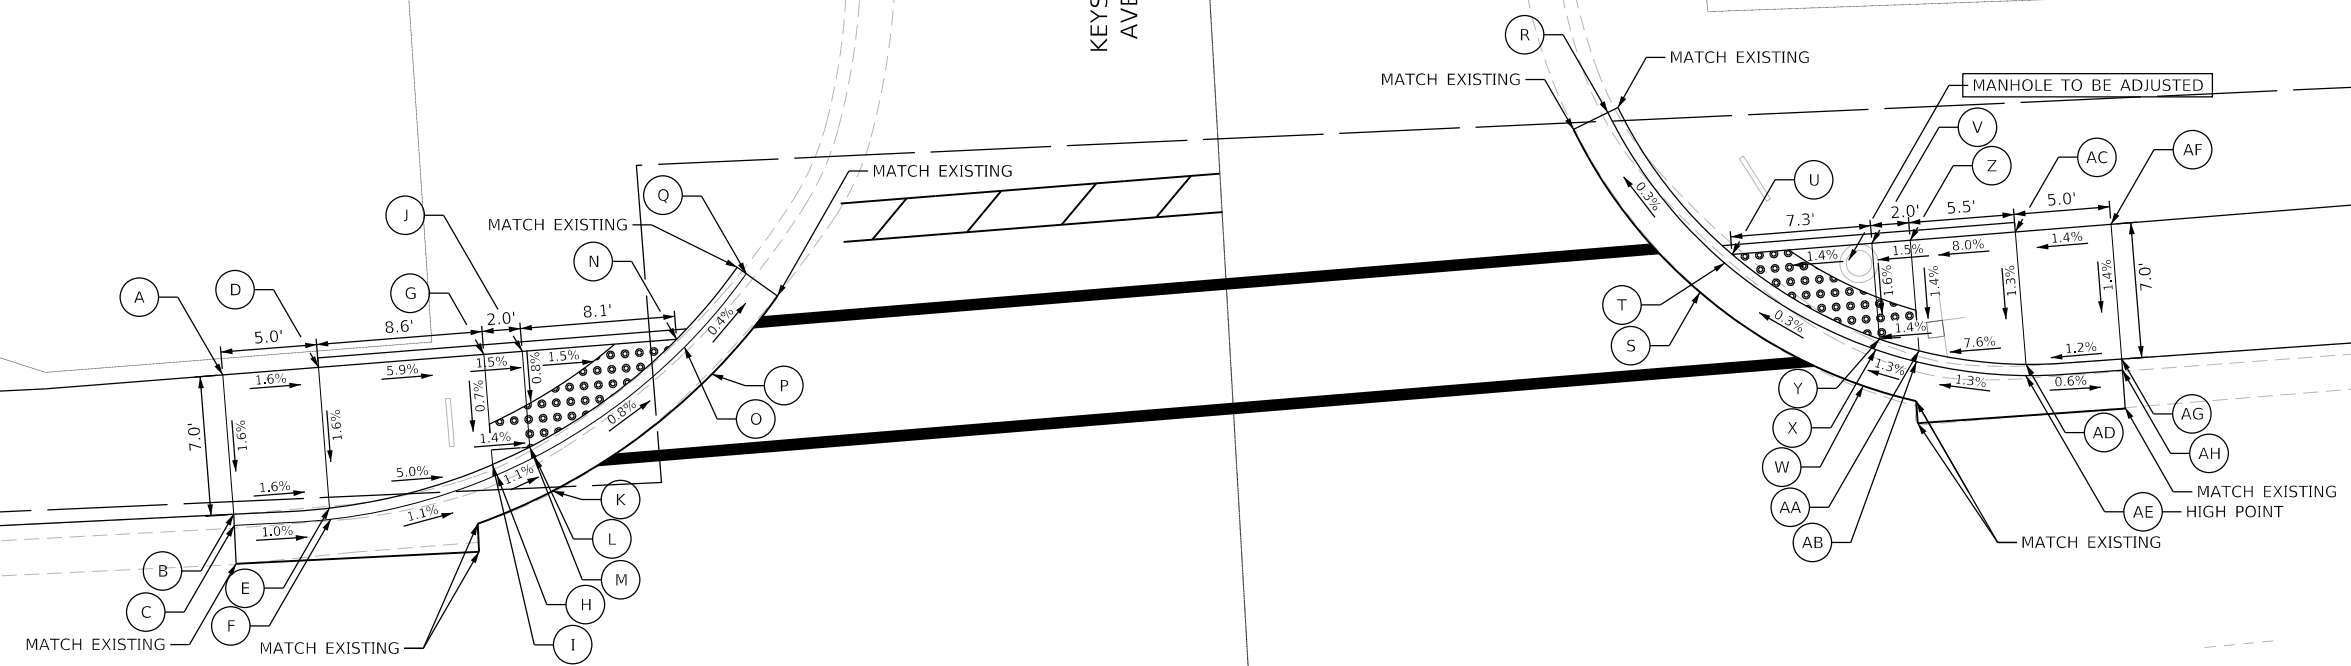 KEYS
AVE
R
MATCH EXISTING
MATCH EXISTING
MANHOLE TO BE ADJUSTED
V
Z
AC
AF
U
MATCH EXISTING
Q
MATCH EXISTING
J
N
G
D
A
5.0'
8.6'
2.0'
8.1'
7.0'
1.6%
5.9%
1.5%
1.5%
0.8%
0.7%
1.6%
1.6%
1.4%
1.6%
5.0%
1.0%
1.1%
1.1%
0.8%
0.4%
P
O
K
L
M
H
I
B
C
E
F
MATCH EXISTING
MATCH EXISTING
7.3'
2.0'
5.5'
5.0'
7.0'
0.3%
1.4%
1.5%
8.0%
1.4%
1.6%
1.4%
1.3%
1.4%
0.3%
1.4%
7.6%
1.2%
1.3%
1.3%
0.6%
T
S
Y
X
W
AA
AB
AD
AG
AH
AE
MATCH EXISTING
HIGH POINT
MATCH EXISTING